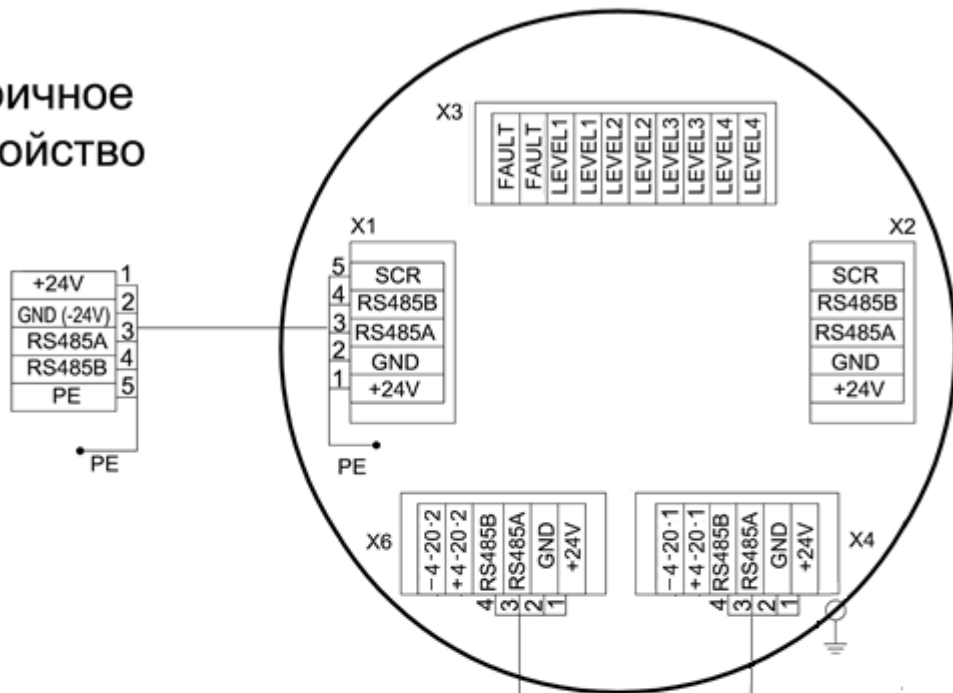 X3
FAULT
FAULT
LEVEL1
LEVEL1
LEVEL2
LEVEL2
LEVEL3
LEVEL3
LEVEL4
LEVEL4
+24V 1
GND (-24V) 2
RS485A 3
RS485B 4
PE 5
PE
X1
5 SCR
4 RS485B
3 RS485A
2 GND
1 +24V
PE
X2
SCR
RS485B
RS485A
GND
+24V
X6
-4-20-2
+4-20-2
RS485B
RS485A
GND
+24V
4 3 2 1
-4-20-1
+4-20-1
RS485B
RS485A
GND
+24V
X4
4 3 2 1